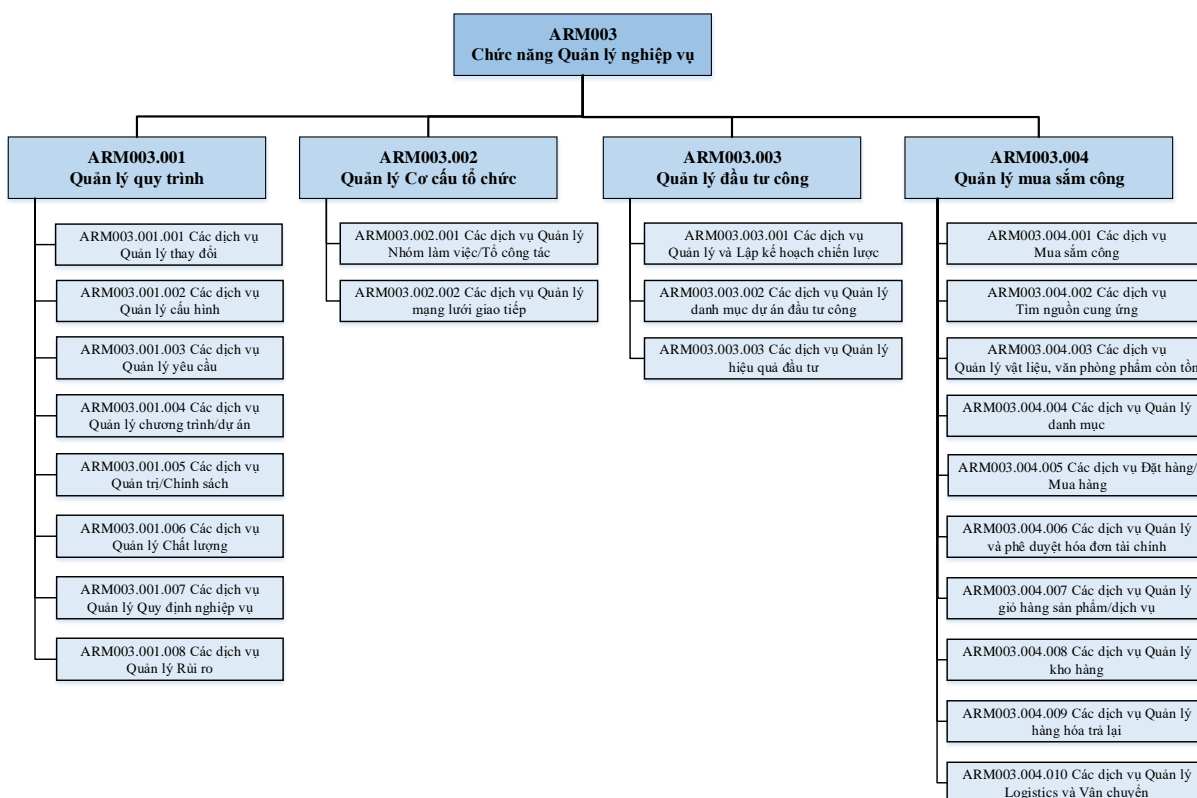 ARM003
Chức năng Quản lý nghiệp vụ
ARM003.001
Quản lý quy trình
ARM003.001.001 Các dịch vụ
Quản lý thay đổi
ARM003.001.002 Các dịch vụ
Quản lý cấu hình
ARM003.001.003 Các dịch vụ
Quản lý yêu cầu
ARM003.001.004 Các dịch vụ
Quản lý chương trình/dự án
ARM003.001.005 Các dịch vụ
Quản trị/Chính sách
ARM003.001.006 Các dịch vụ
Quản lý Chất lượng
ARM003.001.007 Các dịch vụ
Quản lý Quy định nghiệp vụ
ARM003.001.008 Các dịch vụ
Quản lý Rủi ro
ARM003.002
Quản lý Cơ cấu tổ chức
ARM003.002.001 Các dịch vụ Quản lý
Nhóm làm việc/Tổ công tác
ARM003.002.002 Các dịch vụ Quản lý
mạng lưới giao tiếp
ARM003.003
Quản lý đầu tư công
ARM003.003.001 Các dịch vụ
Quản lý và Lập kế hoạch chiến lược
ARM003.003.002 Các dịch vụ Quản lý
danh mục dự án đầu tư công
ARM003.003.003 Các dịch vụ Quản lý
hiệu quả đầu tư
ARM003.004
Quản lý mua sắm công
ARM003.004.001 Các dịch vụ
Mua sắm công
ARM003.004.002 Các dịch vụ
Tìm nguồn cung ứng
ARM003.004.003 Các dịch vụ
Quản lý vật liệu, văn phòng phẩm còn tồn
ARM003.004.004 Các dịch vụ Quản lý
danh mục
ARM003.004.005 Các dịch vụ Đặt hàng/
Mua hàng
ARM003.004.006 Các dịch vụ Quản lý
và phê duyệt hóa đơn tài chính
ARM003.004.007 Các dịch vụ Quản lý
giỏ hàng sản phẩm/dịch vụ
ARM003.004.008 Các dịch vụ Quản lý
kho hàng
ARM003.004.009 Các dịch vụ Quản lý
hàng hóa trả lại
ARM003.004.010 Các dịch vụ Quản lý
Logistics và Vận chuyển